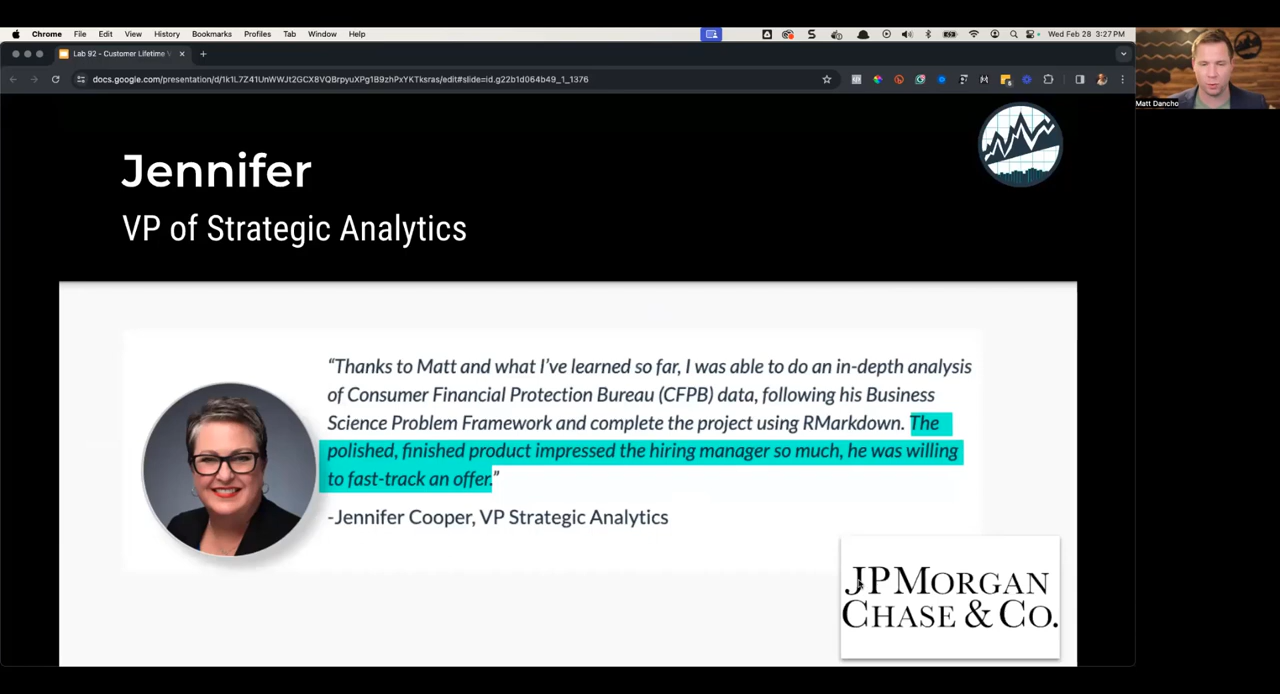 Chrome File Edit View History Bookmarks Profiles Tab Window Help
Wed Feb 28 3:27 PM
Lab 92 - Customer Lifetime
docs.google.com/presentation/d/1k1L7Z41UnWWJt2GCX8VQBrpyuXPg1B9zhPxYKTksras/edit#slide=id.g22b1d064b49_1_1376
Matt Dancho
Jennifer
VP of Strategic Analytics
“Thanks to Matt and what I’ve learned so far, I was able to do an in-depth analysis
of Consumer Financial Protection Bureau (CFPB) data, following his Business
Science Problem Framework and complete the project using RMarkdown. The
polished, finished product impressed the hiring manager so much, he was willing
to fast-track an offer.”
-Jennifer Cooper, VP Strategic Analytics
JPMORGAN
CHASE & CO.